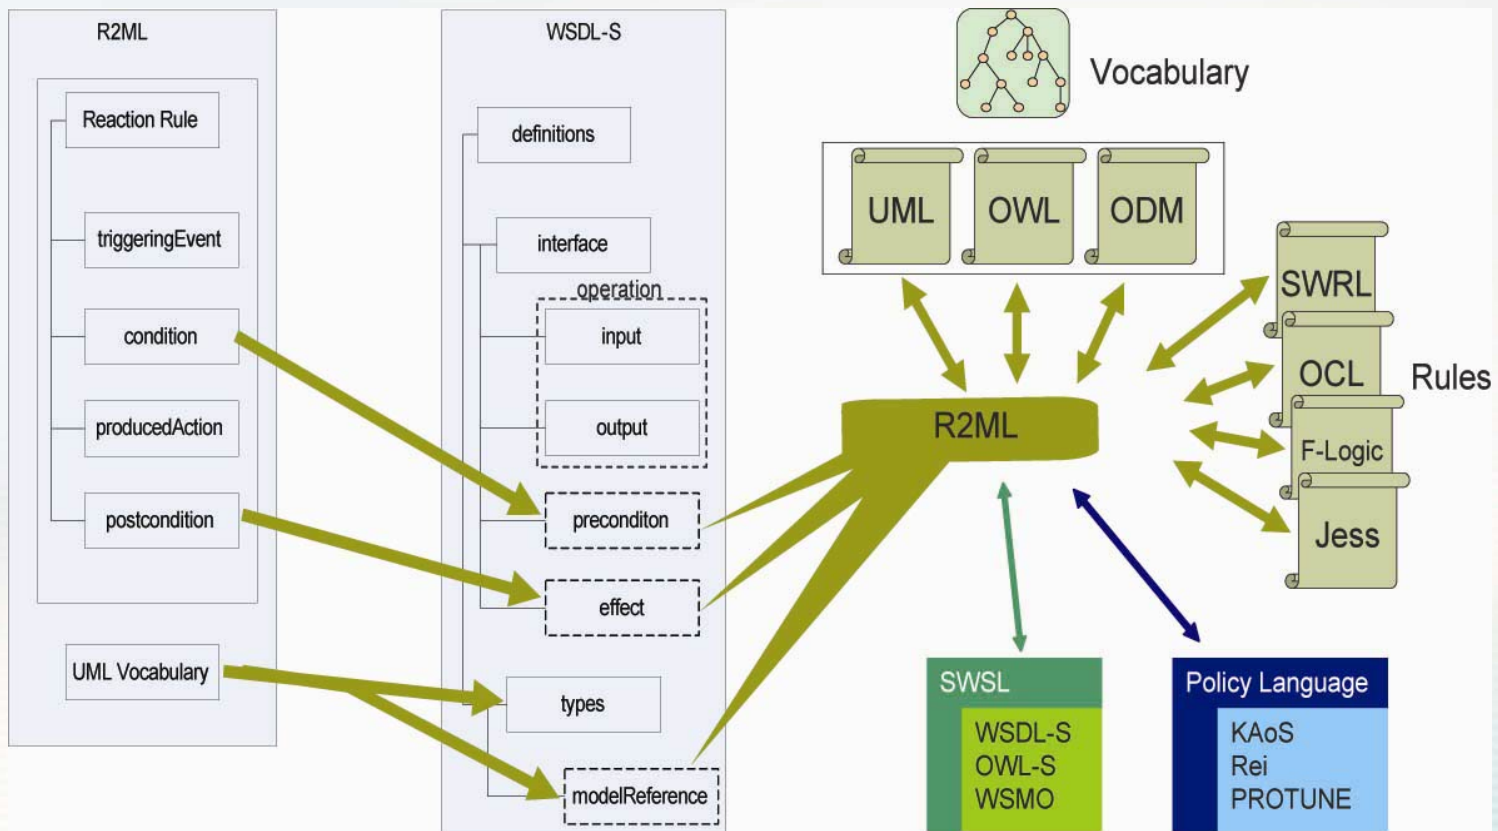 R2ML
Reaction Rule
triggeringEvent
condition
producedAction
postcondition
UML Vocabulary
WSDL-S
definitions
interface
operation
input
output
preconditon
effect
types
modelReference
Vocabulary
UML
OWL
ODM
SWRL
OCL
F-Logic
Jess
Rules
R2ML
SWSL
WSDL-S
OWL-S
WSMO
Policy Language
KAoS
Rei
PROTUNE